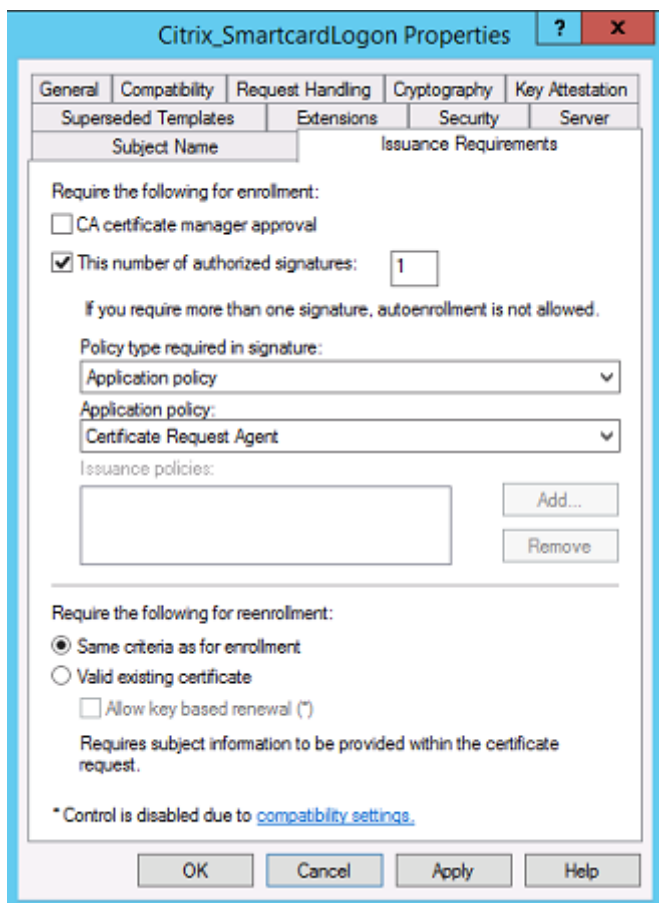 Citrix_SmartcardLogon Properties
? x
General Compatibility Request Handling Cryptography Key Attestation
Superseded Templates Extensions Security Server
Subject Name Issuance Requirements
Require the following for enrollment:
CA certificate manager approval
This number of authorized signatures: 1
If you require more than one signature, autoenrollment is not allowed.
Policy type required in signature:
Application policy
Application policy:
Certificate Request Agent
Issuance policies:
Add...
Remove
Require the following for reenrollment:
Same criteria as for enrollment
Valid existing certificate
Allow key based renewal (*)
Requires subject information to be provided within the certificate
request.
* Control is disabled due to compatibility settings.
OK Cancel Apply Help